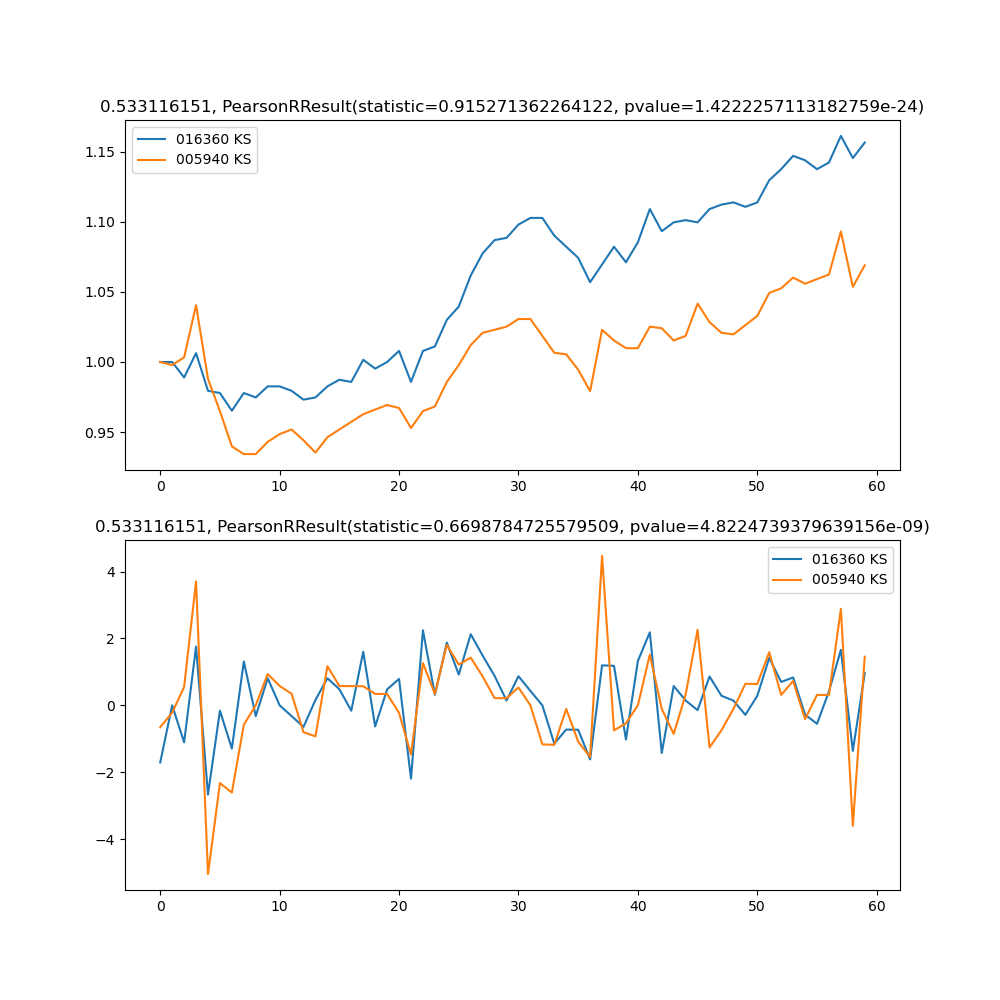 0.533116151, PearsonRResult(statistic=0.915271362264122, pvalue=1.4222257113182759e-24)
016360 KS
005940 KS
1.15
1.10
1.05
1.00
0.95
0 10 20 30 40 50 60
0.533116151, PearsonRResult(statistic=0.6698784725579509, pvalue=4.8224739379639156e-09)
016360 KS
005940 KS
4
2
0
−2
−4
0 10 20 30 40 50 60